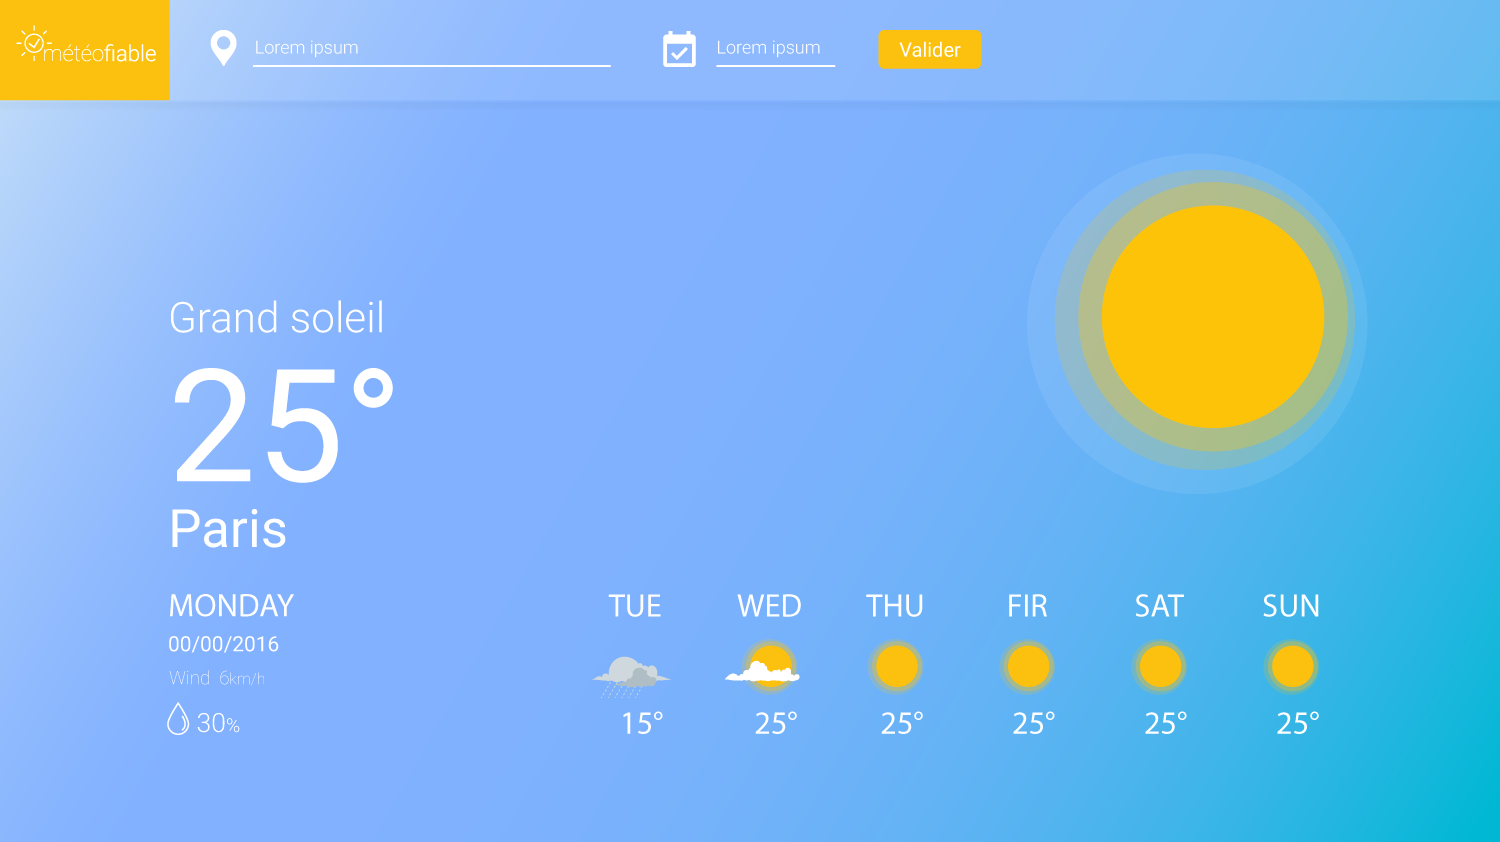 météofiable
Lorem ipsum
Lorem ipsum
Valider
Grand soleil
25°
Paris
MONDAY
00/00/2016
Wind 6km/h
30%
TUE WED THU FIR SAT SUN
15° 25° 25° 25° 25° 25°